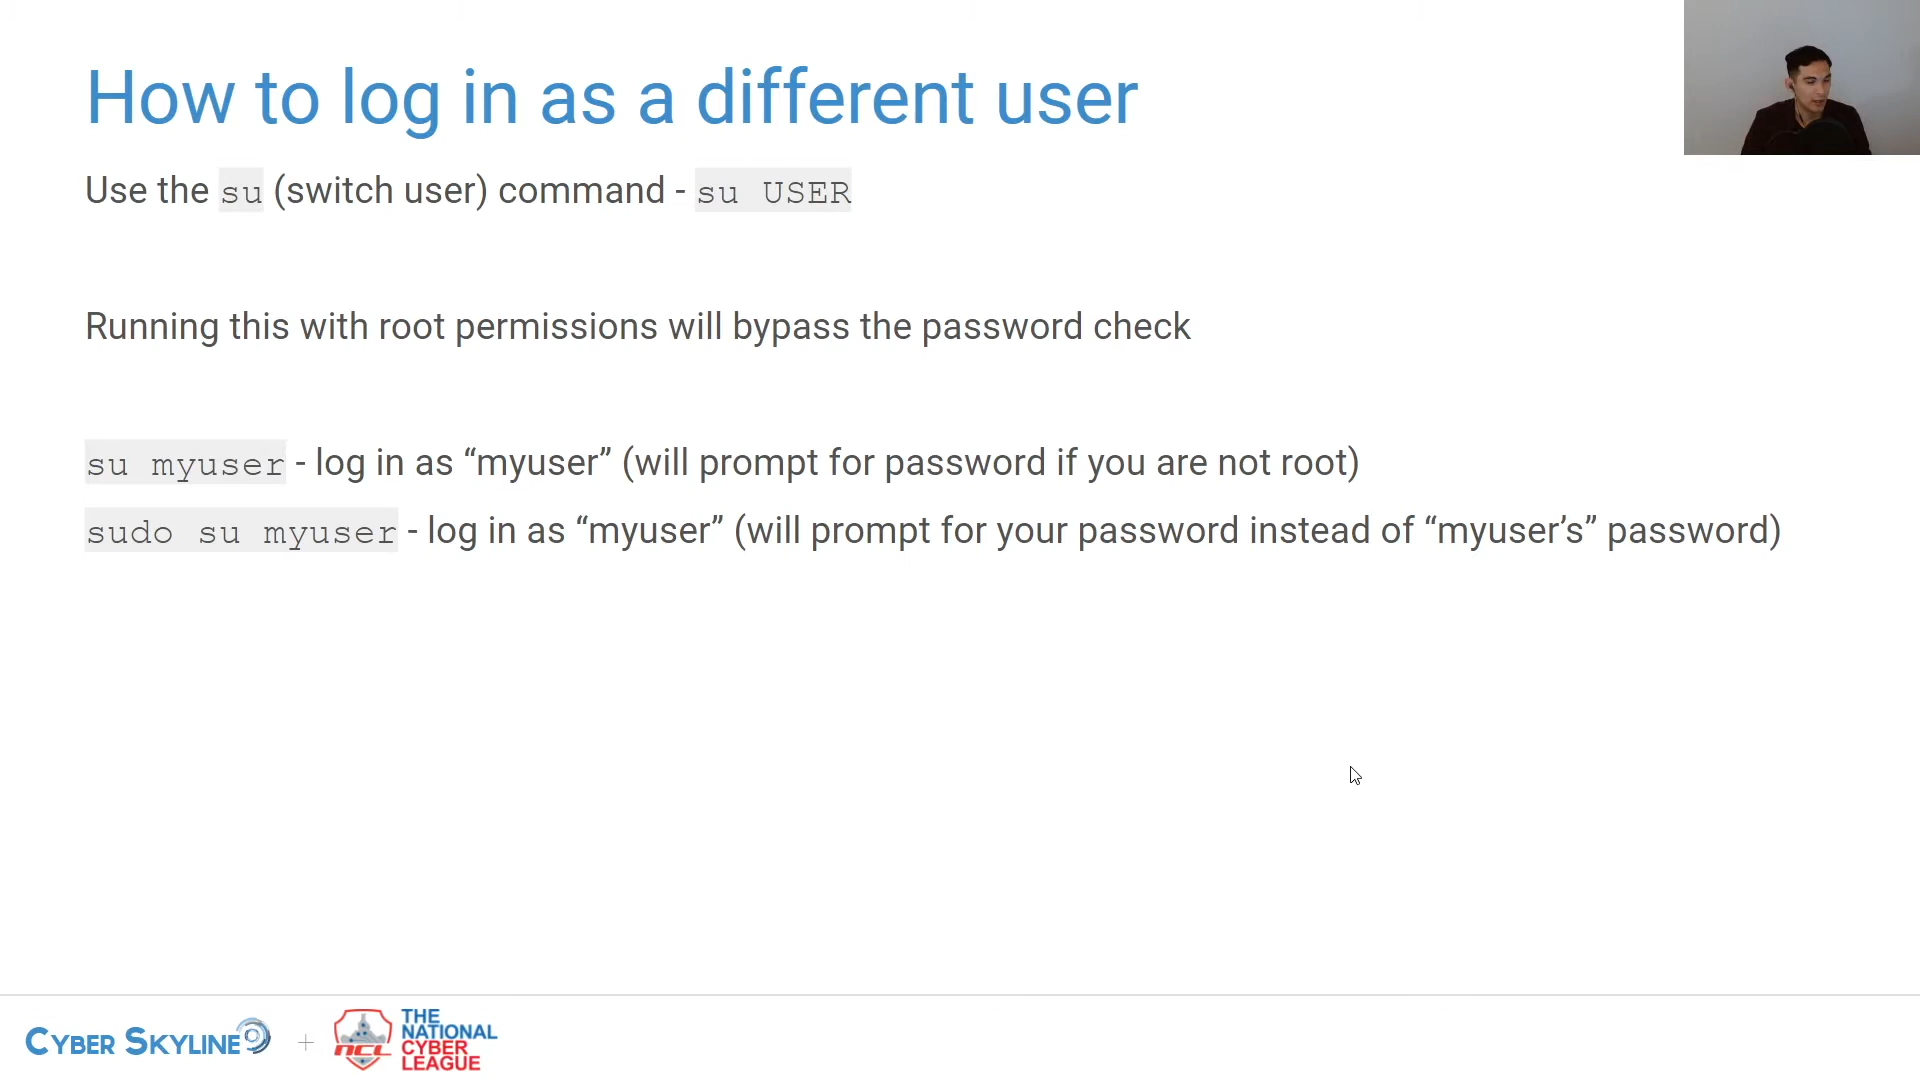 How to log in as a different user
Use the su (switch user) command - su USER
Running this with root permissions will bypass the password check
su myuser - log in as “myuser” (will prompt for password if you are not root)
sudo su myuser - log in as “myuser” (will prompt for your password instead of “myuser’s” password)
CYBER SKYLINE + NCL THE
NATIONAL
CYBER
LEAGUE